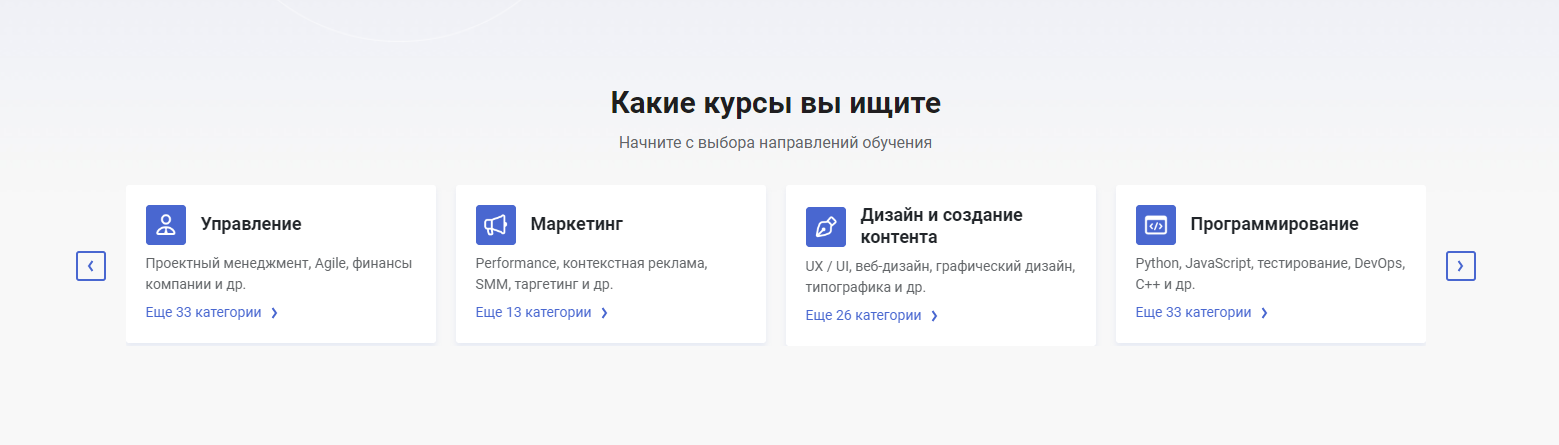 Какие курсы вы ищите
Начните с выбора направлений обучения
Управление
Проектный менеджмент, Agile, финансы
компании и др.
Еще 33 категории
Маркетинг
Performance, контекстная реклама,
SMM, таргетинг и др.
Еще 13 категории
Дизайн и создание
контента
UX / UI, веб-дизайн, графический дизайн,
типографика и др.
Еще 26 категории
Программирование
Python, JavaScript, тестирование, DevOps,
C++ и др.
Еще 33 категории